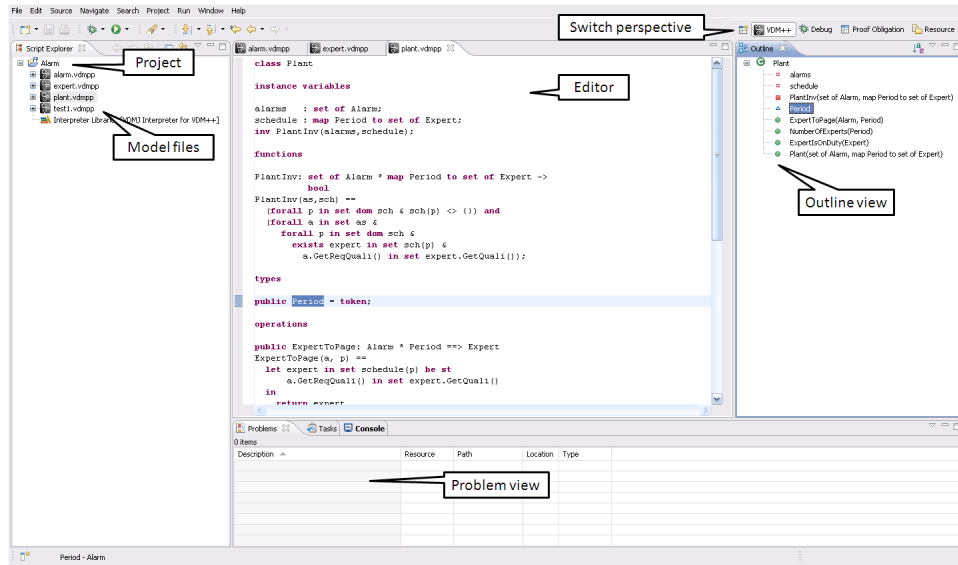 File Edit Source Navigate Search Project Run Window Help
Switch perspective
VDM++ Debug Proof Obligation Resource
Script Explorer
alarm.vdmpp expert.vdmpp plant.vdmpp
Outline
Alarm
alarm.vdmpp
expert.vdmpp
plant.vdmpp
test1.vdmpp
Interpreter Librar [VDMJ Interpreter for VDM++]
Project
Model files
Editor
class Plant
instance variables
alarms : set of Alarm;
schedule : map Period to set of Expert;
inv PlantInv(alarms,schedule);
functions
PlantInv: set of Alarm * map Period to set of Expert ->
bool
PlantInv(as,sch) ==
(forall p in set dom sch & sch(p) <> {}) and
(forall a in set as &
forall p in set dom sch &
exists expert in set sch(p) &
a.GetReqQuali() in set expert.GetQuali());
types
public Period = token;
operations
public ExpertToPage: Alarm * Period ==> Expert
ExpertToPage(a, p) ==
let expert in set schedule(p) be st
a.GetReqQuali() in set expert.GetQuali()
in
return expert
Plant
alarms
schedule
PlantInv(set of Alarm, map Period to set of Expert)
Period
ExpertToPage(Alarm, Period)
NumberOfExperts(Period)
ExpertIsOnDuty(Expert)
Plant(set of Alarm, map Period to set of Expert)
Outline view
Problems Tasks Console
0 items
Description Resource Path Location Type
Problem view
Period - Alarm